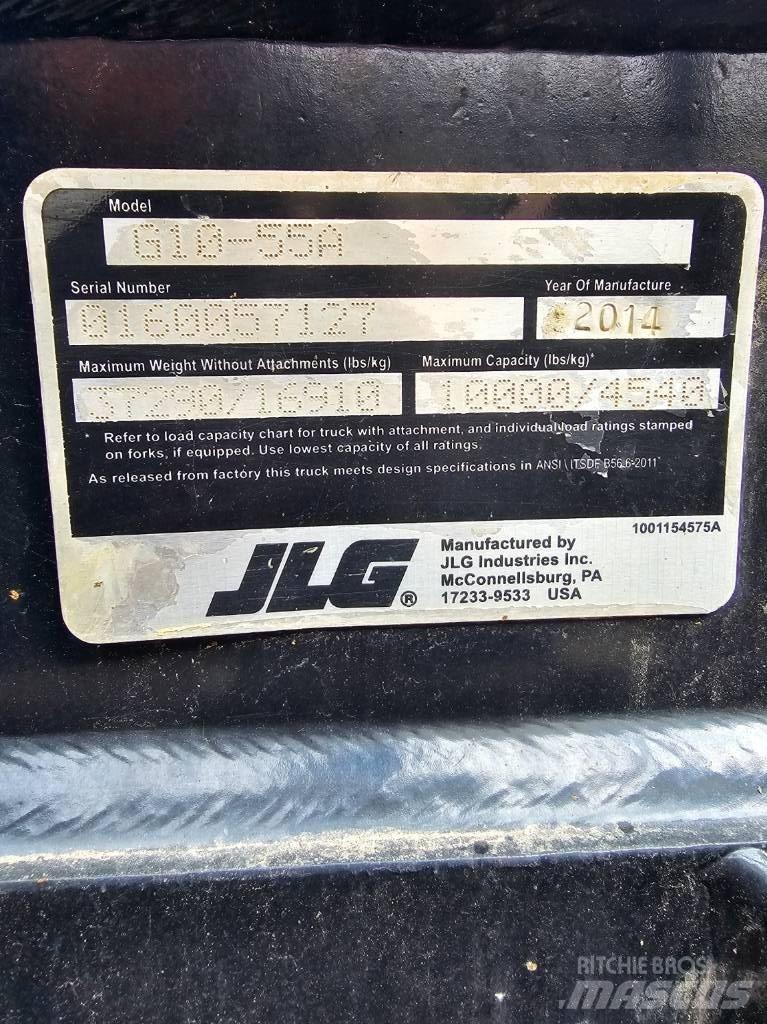 Model
G10-55A
Serial Number
Year Of Manufacture
0160057127
2014
Maximum Weight Without Attachments (lbs/kg)
Maximum Capacity (lbs/kg)*
37290/16910
10000/4540
* Refer to load capacity chart for truck with attachment, and individual load ratings stamped
on forks, if equipped. Use lowest capacity of all ratings.
As released from factory this truck meets design specifications in ANSI \ ITSDF B56.6-2011
1001154575A
JLG®
Manufactured by
JLG Industries Inc.
McConnellsburg, PA
17233-9533 USA
RITCHIE BROS
MASCUS